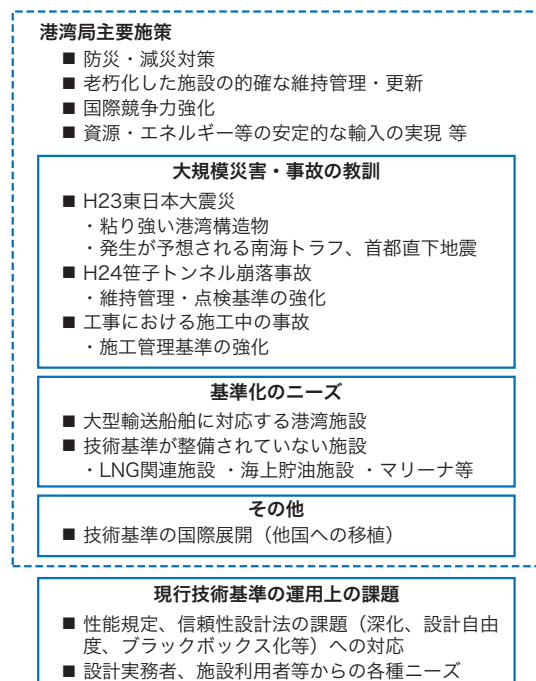 港湾局主要施策
■ 防災・減災対策
■ 老朽化した施設の的確な維持管理・更新
■ 国際競争力強化
■ 資源・エネルギー等の安定的な輸入の実現 等
大規模災害・事故の教訓
■ H23東日本大震災
・粘り強い港湾構造物
・発生が予想される南海トラフ、首都直下地震
■ H24笹子トンネル崩落事故
・維持管理・点検基準の強化
■ 工事における施工中の事故
・施工管理基準の強化
基準化のニーズ
■ 大型輸送船舶に対応する港湾施設
■ 技術基準が整備されていない施設
・LNG関連施設 ・海上貯油施設 ・マリーナ等
その他
■ 技術基準の国際展開（他国への移植）
現行技術基準の運用上の課題
■ 性能規定、信頼性設計法の課題（深化、設計自由
度、ブラックボックス化等）への対応
■ 設計実務者、施設利用者等からの各種ニーズ